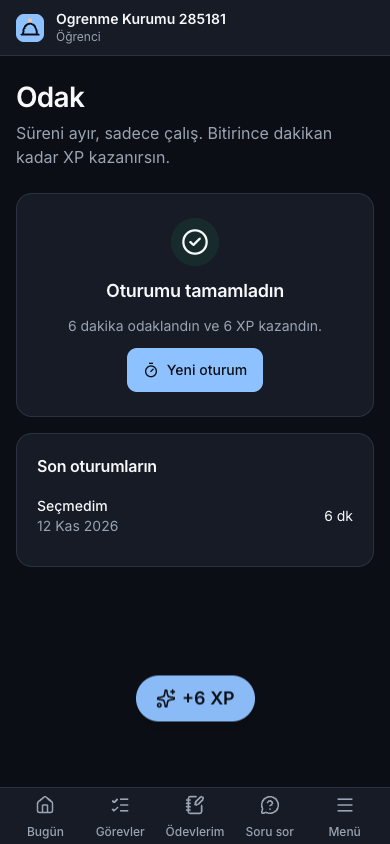 Ogrenme Kurumu 285181
Öğrenci
Odak
Süreni ayır, sadece çalış. Bitirince dakikan
kadar XP kazanırsın.
Oturumu tamamladın
6 dakika odaklandın ve 6 XP kazandın.
Yeni oturum
Son oturumların
Seçmedim
12 Kas 2026
6 dk
+6 XP
Bugün
Görevler
Ödevlerim
Soru sor
Menü